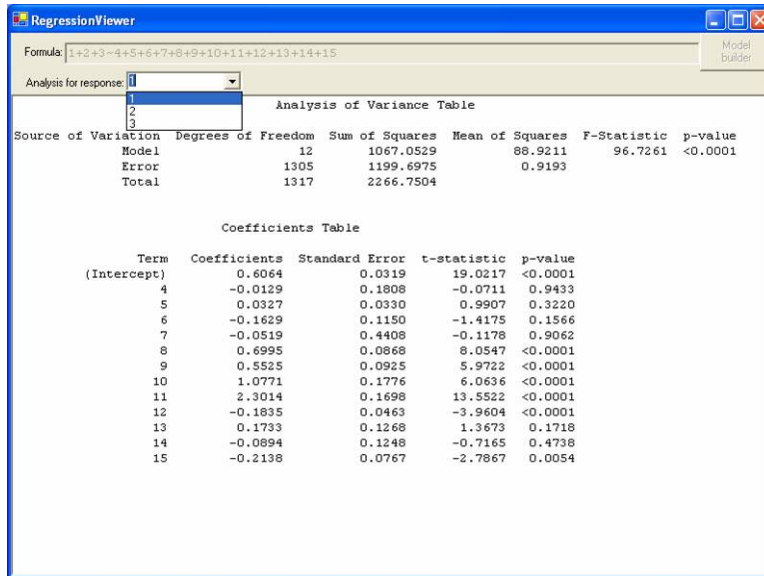 RegressionViewer
Formula: 1+2+3~4+5+6+7+8+9+10+11+12+13+14+15
Model builder
Analysis for response: 1
1
2
3
Analysis of Variance Table
Source of Variation Degrees of Freedom Sum of Squares Mean of Squares F-Statistic p-value
Model 12 1067.0529 88.9211 96.7261 <0.0001
Error 1305 1199.6975 0.9193
Total 1317 2266.7504
Coefficients Table
Term Coefficients Standard Error t-statistic p-value
(Intercept) 0.6064 0.0319 19.0217 <0.0001
4 -0.0129 0.1808 -0.0711 0.9433
5 0.0327 0.0330 0.9907 0.3220
6 -0.1629 0.1150 -1.4175 0.1566
7 -0.0519 0.4408 -0.1178 0.9062
8 0.6995 0.0868 8.0547 <0.0001
9 0.5525 0.0925 5.9722 <0.0001
10 1.0771 0.1776 6.0636 <0.0001
11 2.3014 0.1698 13.5522 <0.0001
12 -0.1835 0.0463 -3.9604 <0.0001
13 0.1733 0.1268 1.3673 0.1718
14 -0.0894 0.1248 -0.7165 0.4738
15 -0.2138 0.0767 -2.7867 0.0054